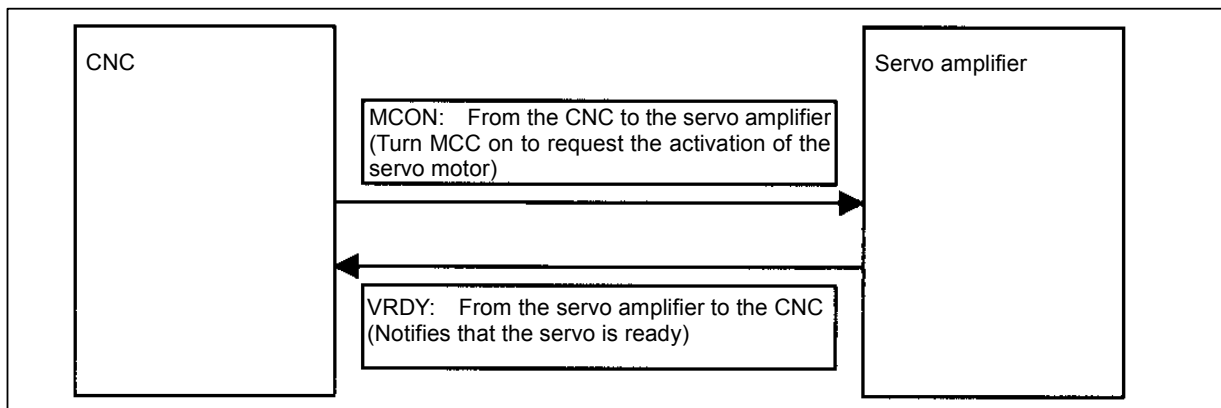 CNC
Servo amplifier
MCON: From the CNC to the servo amplifier
(Turn MCC on to request the activation of the
servo motor)
VRDY: From the servo amplifier to the CNC
(Notifies that the servo is ready)